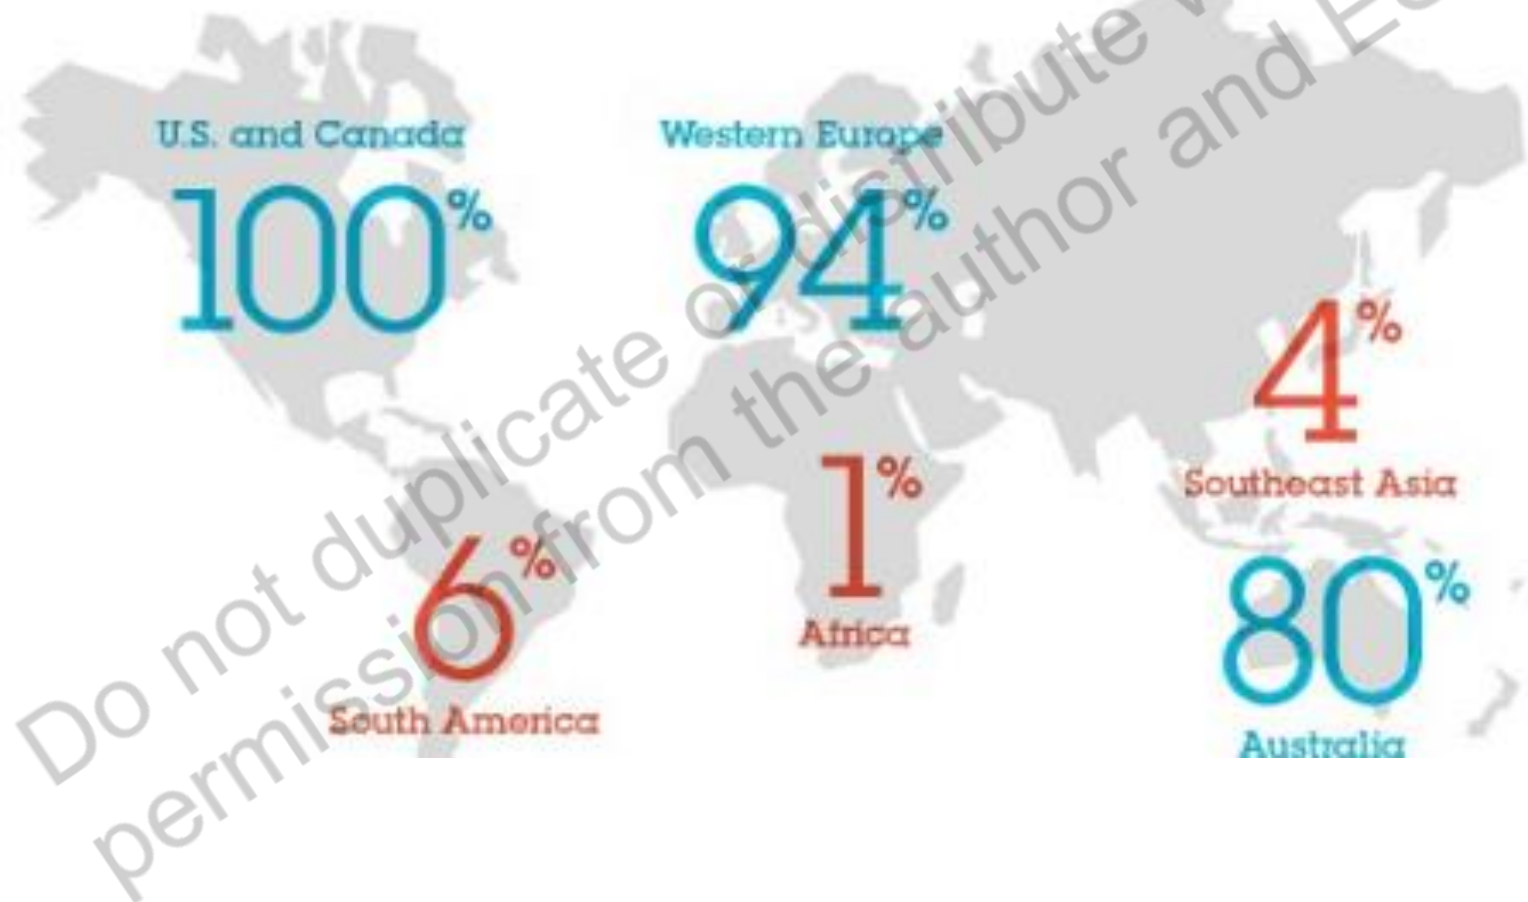 U.S. and Canada
100%
Western Europe
94%
4%
Southeast Asia
1%
Africa
6%
South America
80%
Australia
Do not duplicate or distribute
permission from the author and